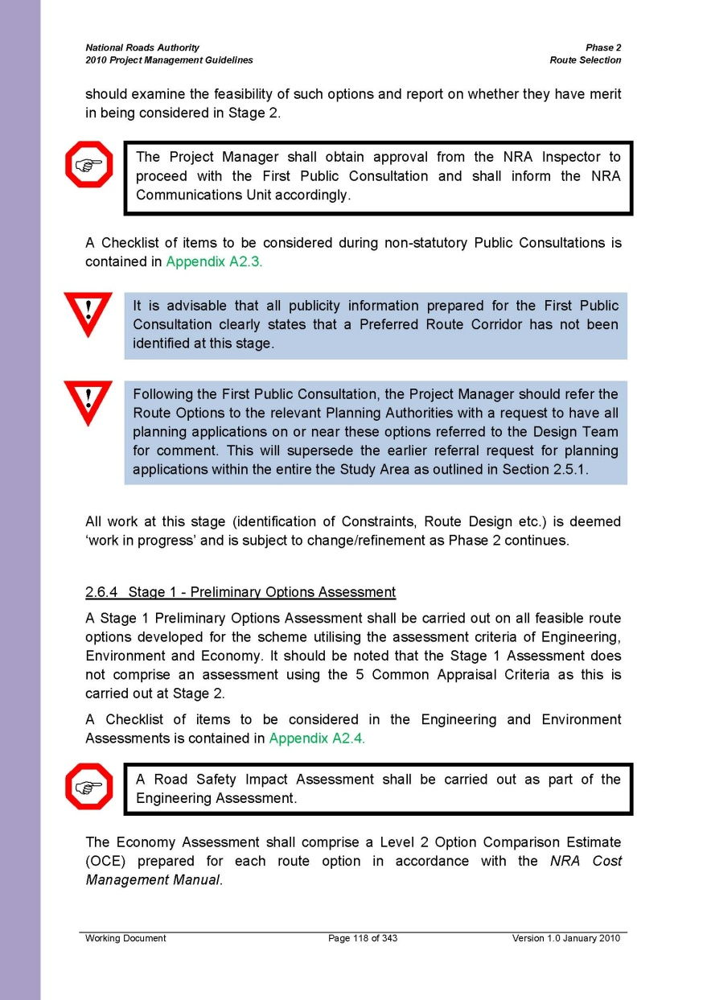 National Roads Authority
Phase 2
2010 Project Management Guidelines
Route Selection
should examine the feasibility of such options and report on whether they have merit
in being considered in Stage 2.
The Project Manager shall obtain approval from the NRA Inspector to
proceed with the First Public Consultation and shall inform the NRA
Communications Unit accordingly.
A Checklist of items to be considered during non-statutory Public Consultations is
contained in Appendix A2.3.
!
It is advisable that all publicity information prepared for the First Public
Consultation clearly states that a Preferred Route Corridor has not been
identified at this stage.
!
Following the First Public Consultation, the Project Manager should refer the
Route Options to the relevant Planning Authorities with a request to have all
planning applications on or near these options referred to the Design Team
for comment. This will supersede the earlier referral request for planning
applications within the entire the Study Area as outlined in Section 2.5.1.
All work at this stage (identification of Constraints, Route Design etc.) is deemed
‘work in progress’ and is subject to change/refinement as Phase 2 continues.
2.6.4 Stage 1 - Preliminary Options Assessment
A Stage 1 Preliminary Options Assessment shall be carried out on all feasible route
options developed for the scheme utilising the assessment criteria of Engineering,
Environment and Economy. It should be noted that the Stage 1 Assessment does
not comprise an assessment using the 5 Common Appraisal Criteria as this is
carried out at Stage 2.
A Checklist of items to be considered in the Engineering and Environment
Assessments is contained in Appendix A2.4.
A Road Safety Impact Assessment shall be carried out as part of the
Engineering Assessment.
The Economy Assessment shall comprise a Level 2 Option Comparison Estimate
(OCE) prepared for each route option in accordance with the NRA Cost
Management Manual.
Working Document
Page 118 of 343
Version 1.0 January 2010